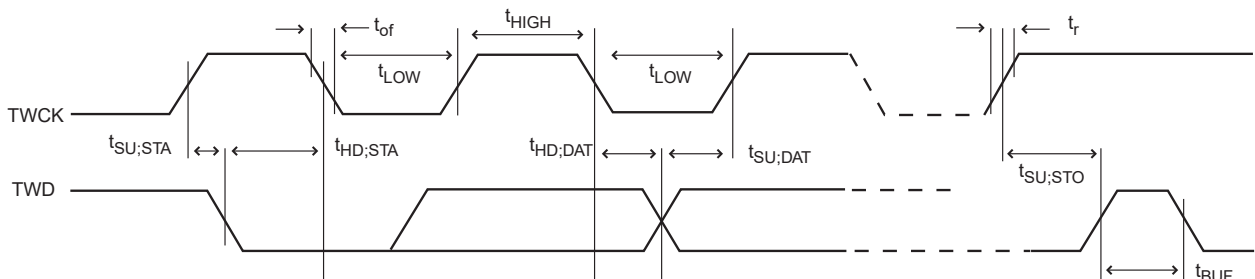 t_of
t_HIGH
t_r
t_LOW
t_LOW
TWCK
t_SU;STA
t_HD;STA
t_HD;DAT
t_SU;DAT
t_SU;STO
TWD
t_BUF